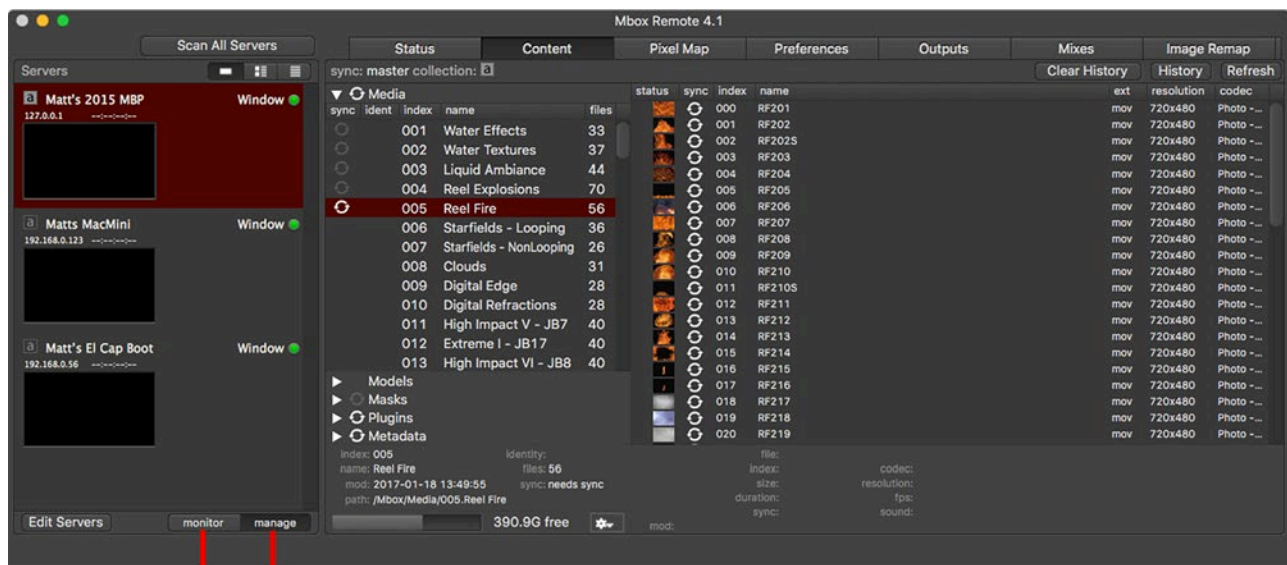 Mbox Remote 4.1
Scan All Servers
Status Content Pixel Map Preferences Outputs Mixes Image Remap
Servers
a Matt's 2015 MBP Window
127.0.0.1 --:--:--:--
a Matts MacMini Window
192.168.0.123 --:--:--:--
a Matt's El Cap Boot Window
192.168.0.56 --:--:--:--
Edit Servers monitor manage
sync: master collection: a Clear History History Refresh
Media
sync ident index name files
001 Water Effects 33
002 Water Textures 37
003 Liquid Ambiance 44
004 Reel Explosions 70
005 Reel Fire 56
006 Starfields - Looping 36
007 Starfields - NonLooping 26
008 Clouds 31
009 Digital Edge 28
010 Digital Refractions 28
011 High Impact V - JB7 40
012 Extreme I - JB17 40
013 High Impact VI - JB8 40
Models
Masks
Plugins
Metadata
status sync index name ext resolution codec
000 RF201 mov 720x480 Photo -...
001 RF202 mov 720x480 Photo -...
002 RF202S mov 720x480 Photo -...
003 RF203 mov 720x480 Photo -...
004 RF204 mov 720x480 Photo -...
005 RF205 mov 720x480 Photo -...
006 RF206 mov 720x480 Photo -...
007 RF207 mov 720x480 Photo -...
008 RF208 mov 720x480 Photo -...
009 RF209 mov 720x480 Photo -...
010 RF210 mov 720x480 Photo -...
011 RF210S mov 720x480 Photo -...
012 RF211 mov 720x480 Photo -...
013 RF212 mov 720x480 Photo -...
014 RF213 mov 720x480 Photo -...
015 RF214 mov 720x480 Photo -...
016 RF215 mov 720x480 Photo -...
017 RF216 mov 720x480 Photo -...
018 RF217 mov 720x480 Photo -...
019 RF218 mov 720x480 Photo -...
020 RF219 mov 720x480 Photo -...
index: 005 identity:
name: Reel Fire files: 56
mod: 2017-01-18 13:49:55 sync: needs sync
path: /Mbox/Media/005.Reel Fire
390.9G free
file:
index: codec:
size: resolution:
duration: fps:
sync: sound:
mod: